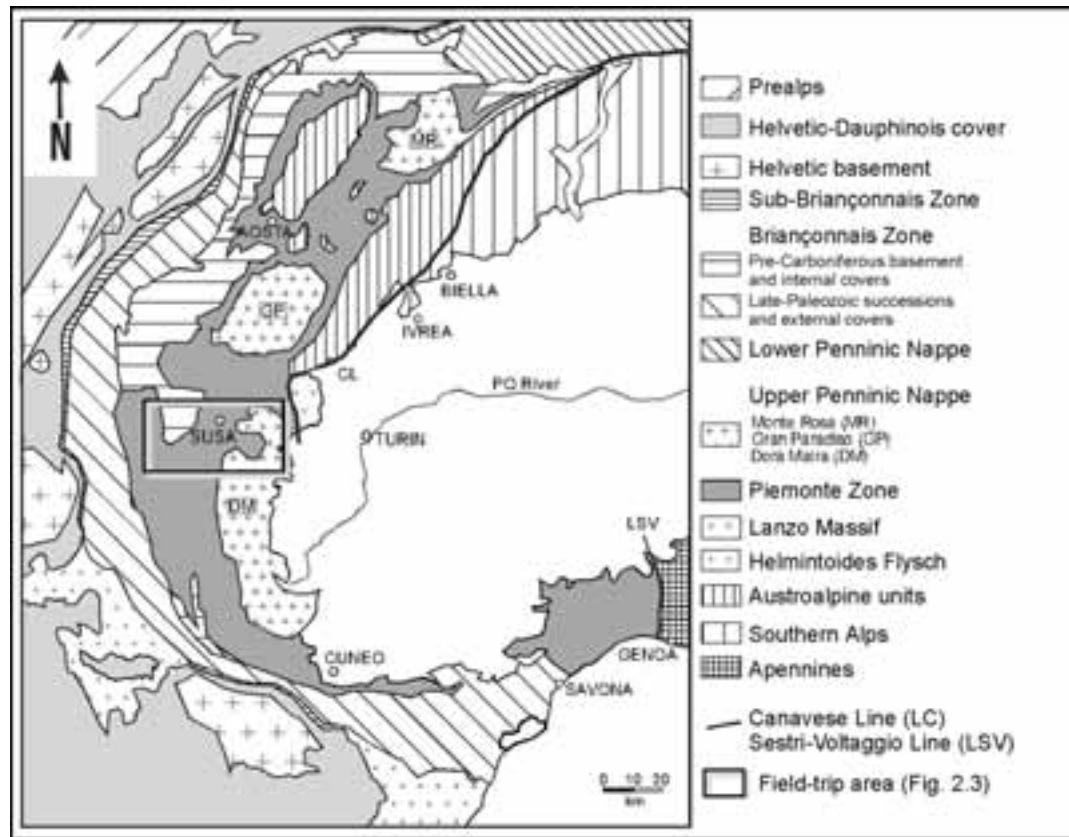 N
MR
AOSTA
BIELLA
GP
IVREA
CL
PO River
SUSA
TURIN
DM
LSV
CUNEO
GENOA
SAVONA
0 10 20
km
Prealps
Helvetic-Dauphinois cover
Helvetic basement
Sub-Briançonnais Zone
Briançonnais Zone
Pre-Carboniferous basement
and internal covers
Late-Paleozoic successions
and external covers
Lower Penninic Nappe
Upper Penninic Nappe
Monte Rosa (MR)
Gran Paradiso (GP)
Dora Maira (DM)
Piemonte Zone
Lanzo Massif
Helmintoides Flysch
Austroalpine units
Southern Alps
Apennines
Canavese Line (LC)
Sestri-Voltaggio Line (LSV)
Field-trip area (Fig. 2.3)